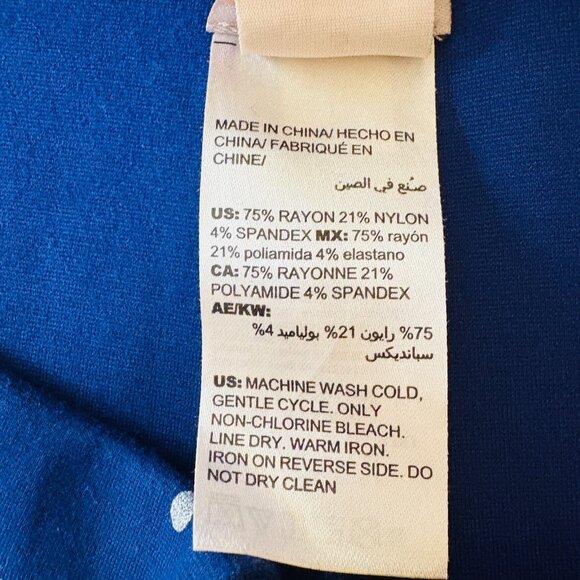 MADE IN CHINA/ HECHO EN
CHINA/ FABRIQUÉ EN
CHINE/
صُنع في الصين
US: 75% RAYON 21% NYLON
4% SPANDEX MX: 75% rayón
21% poliamida 4% elastano
CA: 75% RAYONNE 21%
POLYAMIDE 4% SPANDEX
AE/KW:
75% رايون 21% بولياميد 4%
سبانديكس
US: MACHINE WASH COLD,
GENTLE CYCLE. ONLY
NON-CHLORINE BLEACH.
LINE DRY. WARM IRON.
IRON ON REVERSE SIDE. DO
NOT DRY CLEAN